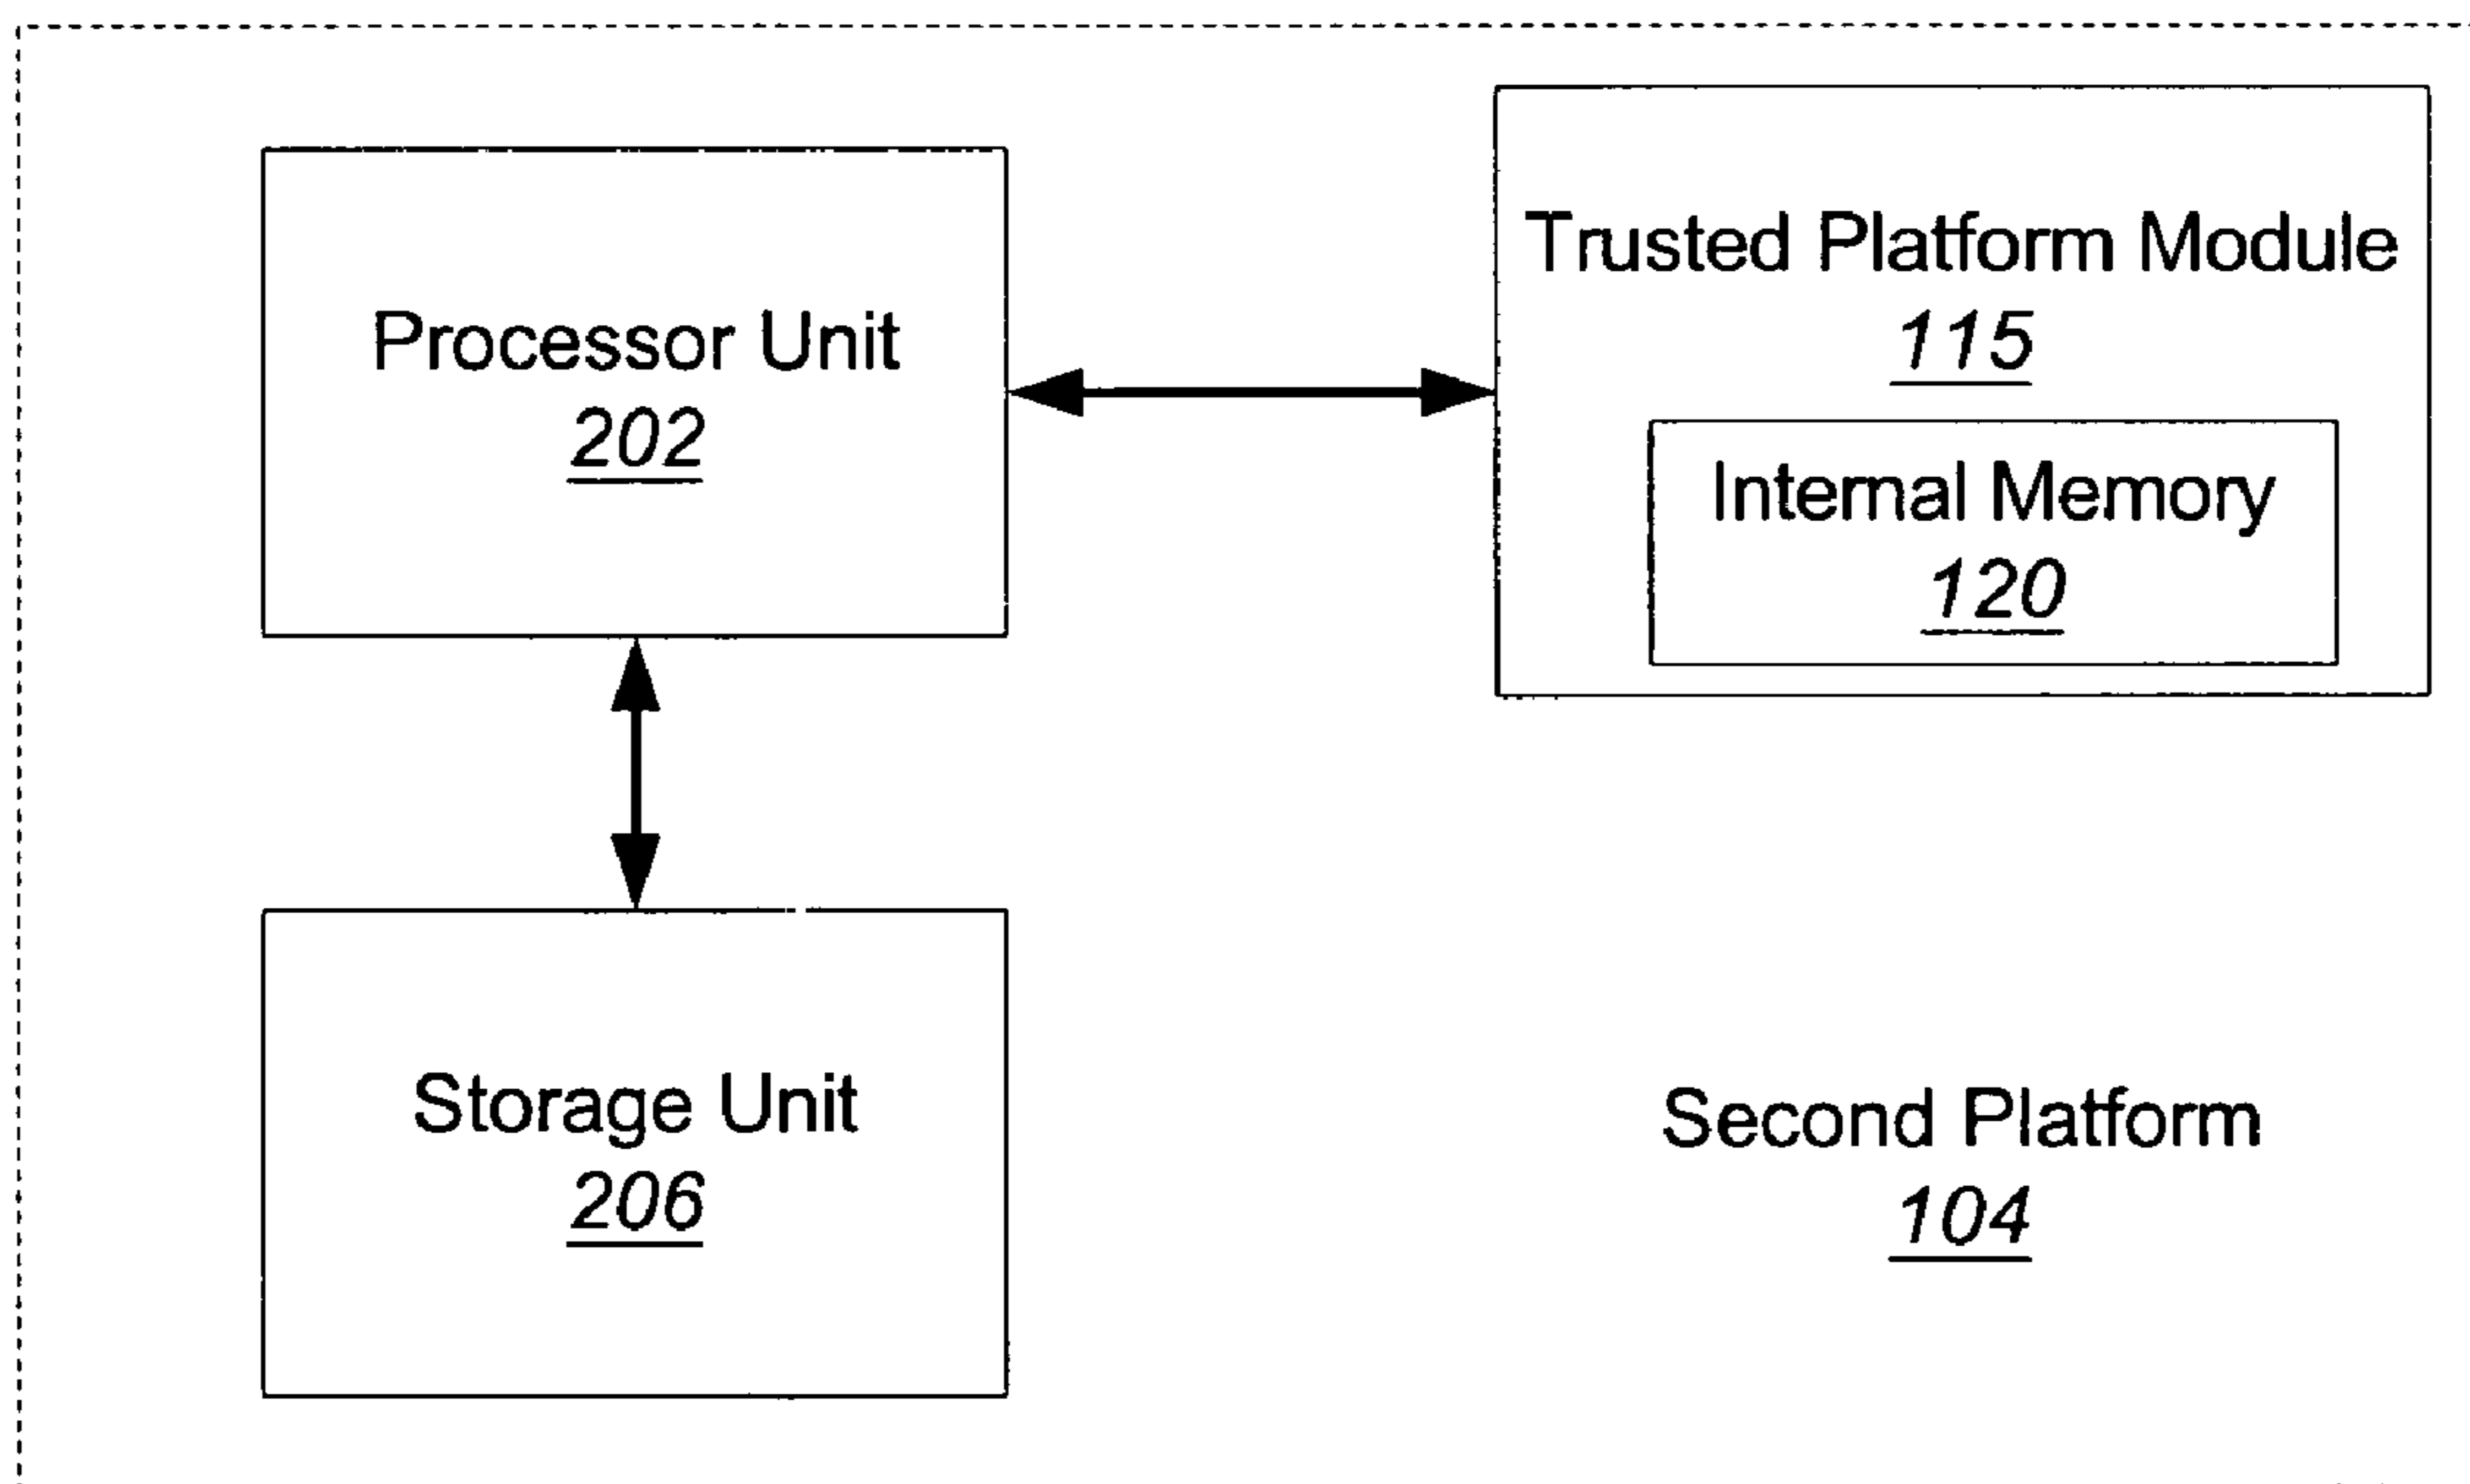 Processor Unit
202
Trusted Platform Module
115
Internal Memory
120
Storage Unit
206
Second Platform
104